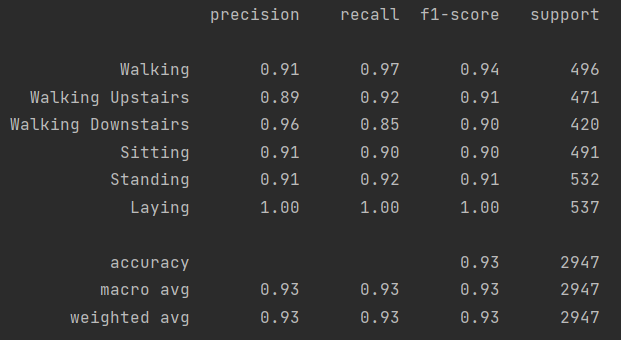 precision recall f1-score support
Walking 0.91 0.97 0.94 496
Walking Upstairs 0.89 0.92 0.91 471
Walking Downstairs 0.96 0.85 0.90 420
Sitting 0.91 0.90 0.90 491
Standing 0.91 0.92 0.91 532
Laying 1.00 1.00 1.00 537
accuracy 0.93 2947
macro avg 0.93 0.93 0.93 2947
weighted avg 0.93 0.93 0.93 2947